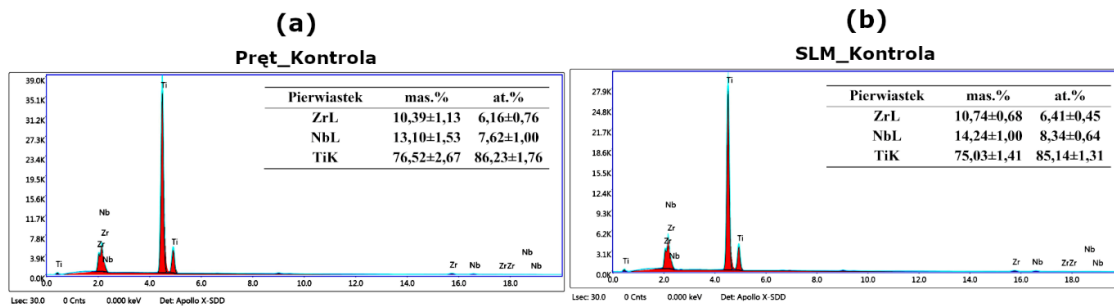 (a)
Pręt_Kontrola
39.0K
35.1K
31.2K
27.3K
23.4K
19.5K
15.6K
11.7K
7.8K
3.9K
0.0K
Ti
Nb
Zr
Zr
Nb
Ti
Ti
Zr
Nb
ZrZr
Nb
Nb
Pierwiastek mas.% at.%
ZrL 10,39±1,13 6,16±0,76
NbL 13,10±1,53 7,62±1,00
TiK 76,52±2,67 86,23±1,76
0.0 2.0 4.0 6.0 8.0 10.0 12.0 14.0 16.0 18.0
Lsec: 30.0 0 Cnts 0.000 keV Det: Apollo X-SDD
(b)
SLM_Kontrola
27.9K
24.8K
21.7K
18.6K
15.5K
12.4K
9.3K
6.2K
3.1K
0.0K
Ti
Nb
Zr
Zr
Nb
Ti
Ti
Zr
Nb
ZrZr
Nb
Nb
Pierwiastek mas.% at.%
ZrL 10,74±0,68 6,41±0,45
NbL 14,24±1,00 8,34±0,64
TiK 75,03±1,41 85,14±1,31
0.0 2.0 4.0 6.0 8.0 10.0 12.0 14.0 16.0 18.0
Lsec: 30.0 0 Cnts 0.000 keV Det: Apollo X-SDD